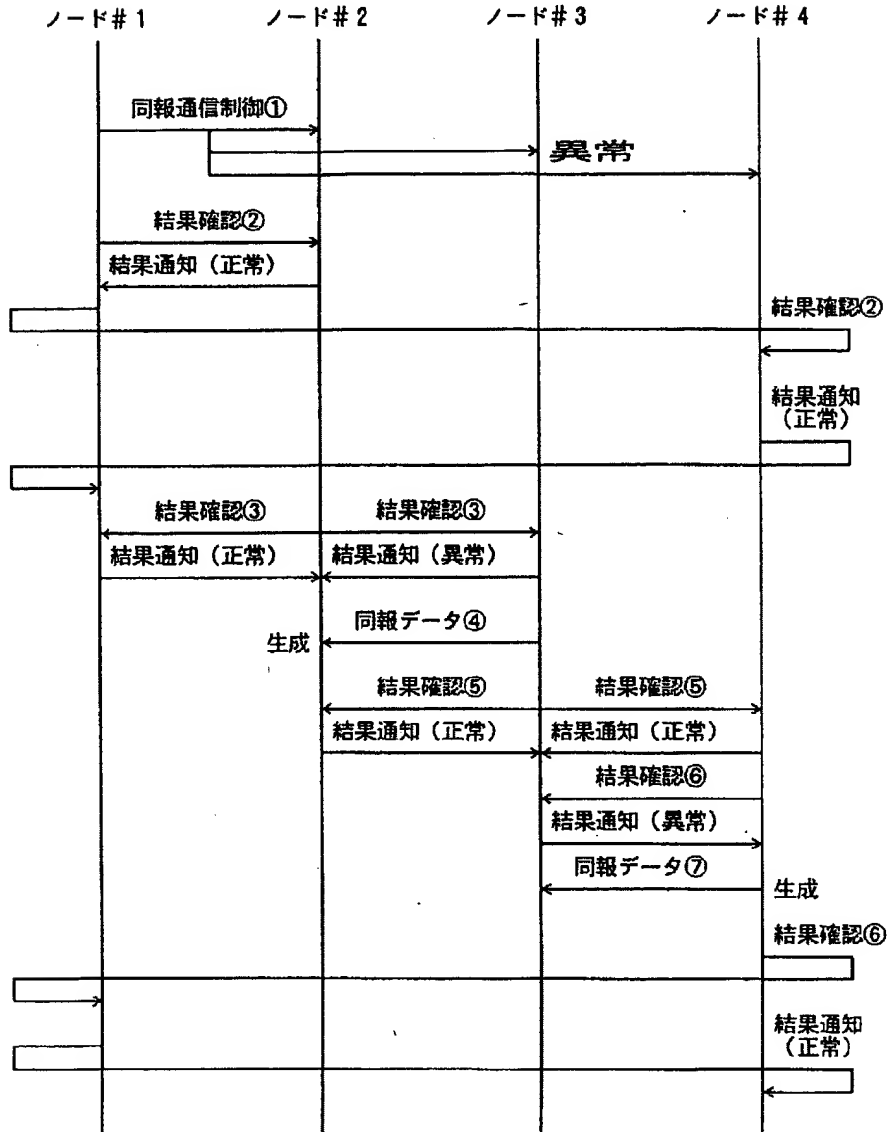 ノード#1 ノード#2 ノード#3 ノード#4
同報通信制御①
異常
結果確認②
結果通知(正常)
結果確認②
結果通知
(正常)
結果確認③ 結果確認③
結果通知(正常) 結果通知(異常)
同報データ④
生成
結果確認⑤ 結果確認⑤
結果通知(正常) 結果通知(正常)
結果確認⑥
結果通知(異常)
同報データ⑦
生成
結果確認⑥
結果通知
(正常)